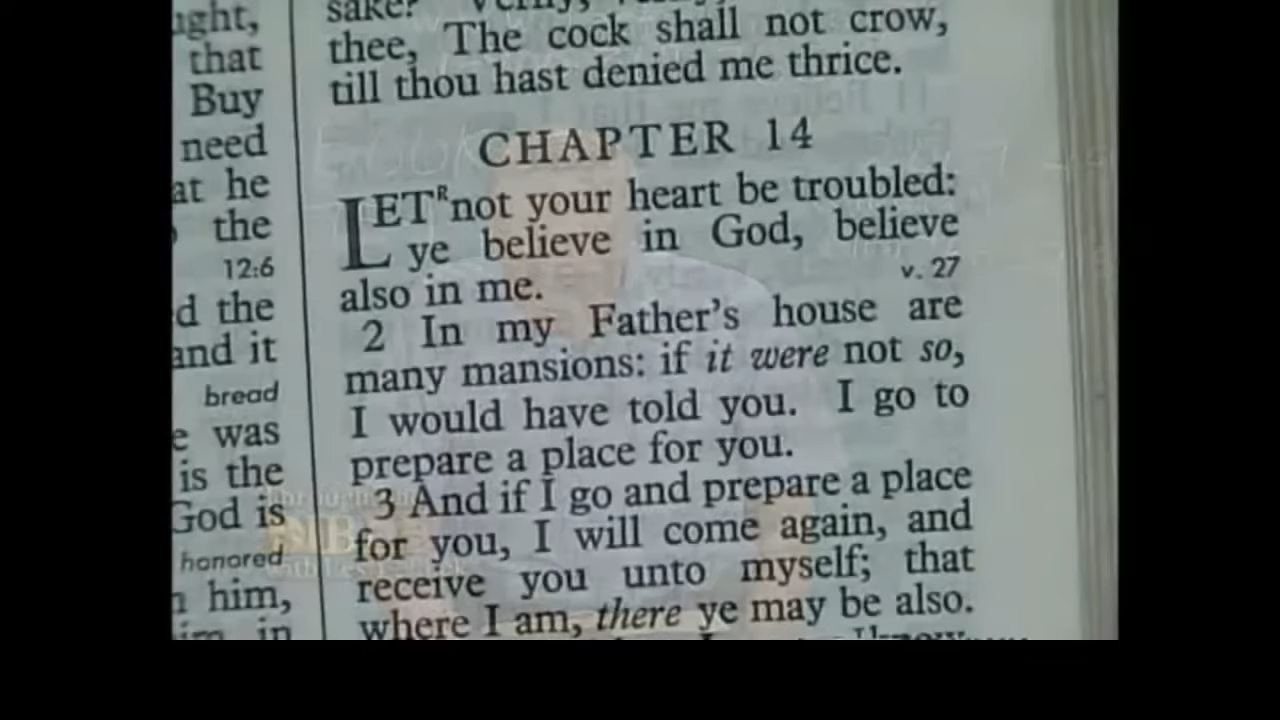 ught,
that
Buy
need
at he
the
12:6
d the
and it
bread
e was
is the
God is
honored
him,
in
sake?
thee, The cock shall not crow,
till thou hast denied me thrice.
CHAPTER 14
LETᴿ not your heart be troubled:
ye believe in God, believe
v. 27
also in me.
2 In my Father's house are
many mansions: if it were not so,
I would have told you. I go to
prepare a place for you.
3 And if I go and prepare a place
for you, I will come again, and
receive you unto myself; that
where I am, there ye may be also.